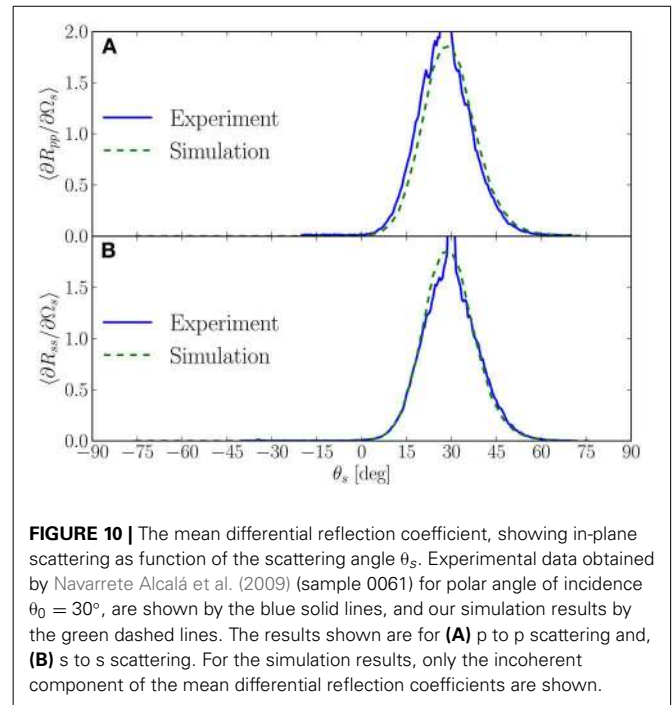 A
2.0
1.5
1.0
0.5
0.0
⟨∂R_pp/∂Ω_s⟩
Experiment
Simulation
B
1.5
1.0
0.5
0.0
⟨∂R_ss/∂Ω_s⟩
Experiment
Simulation
−90 −75 −60 −45 −30 −15 0 15 30 45 60 75 90
θ_s [deg]
FIGURE 10 | The mean differential reflection coefficient, showing in-plane
scattering as function of the scattering angle θ_s. Experimental data obtained
by Navarrete Alcalá et al. (2009) (sample 0061) for polar angle of incidence
θ_0 = 30°, are shown by the blue solid lines, and our simulation results by
the green dashed lines. The results shown are for (A) p to p scattering and,
(B) s to s scattering. For the simulation results, only the incoherent
component of the mean differential reflection coefficients are shown.